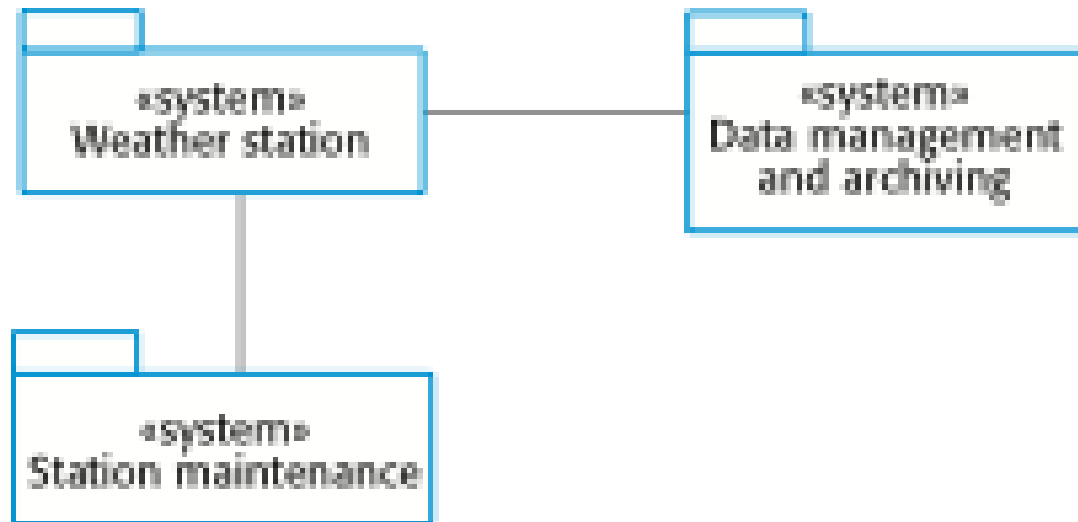 «system»
Weather station
«system»
Data management
and archiving
«system»
Station maintenance